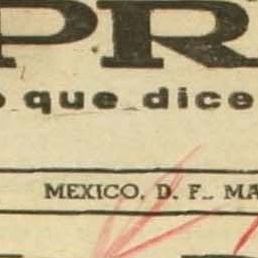 PR
que dice
MEXICO, D. F.. MA